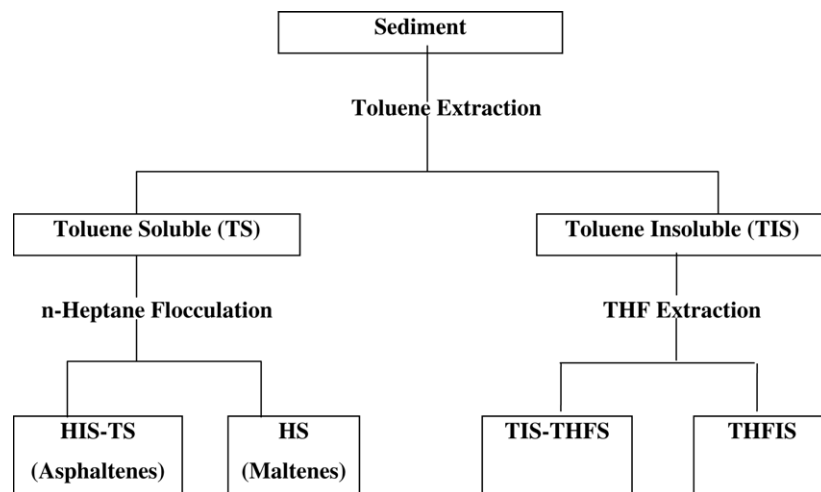 Sediment
Toluene Extraction
Toluene Soluble (TS)
Toluene Insoluble (TIS)
n-Heptane Flocculation
THF Extraction
HIS-TS
(Asphaltenes)
HS
(Maltenes)
TIS-THFS
THFIS